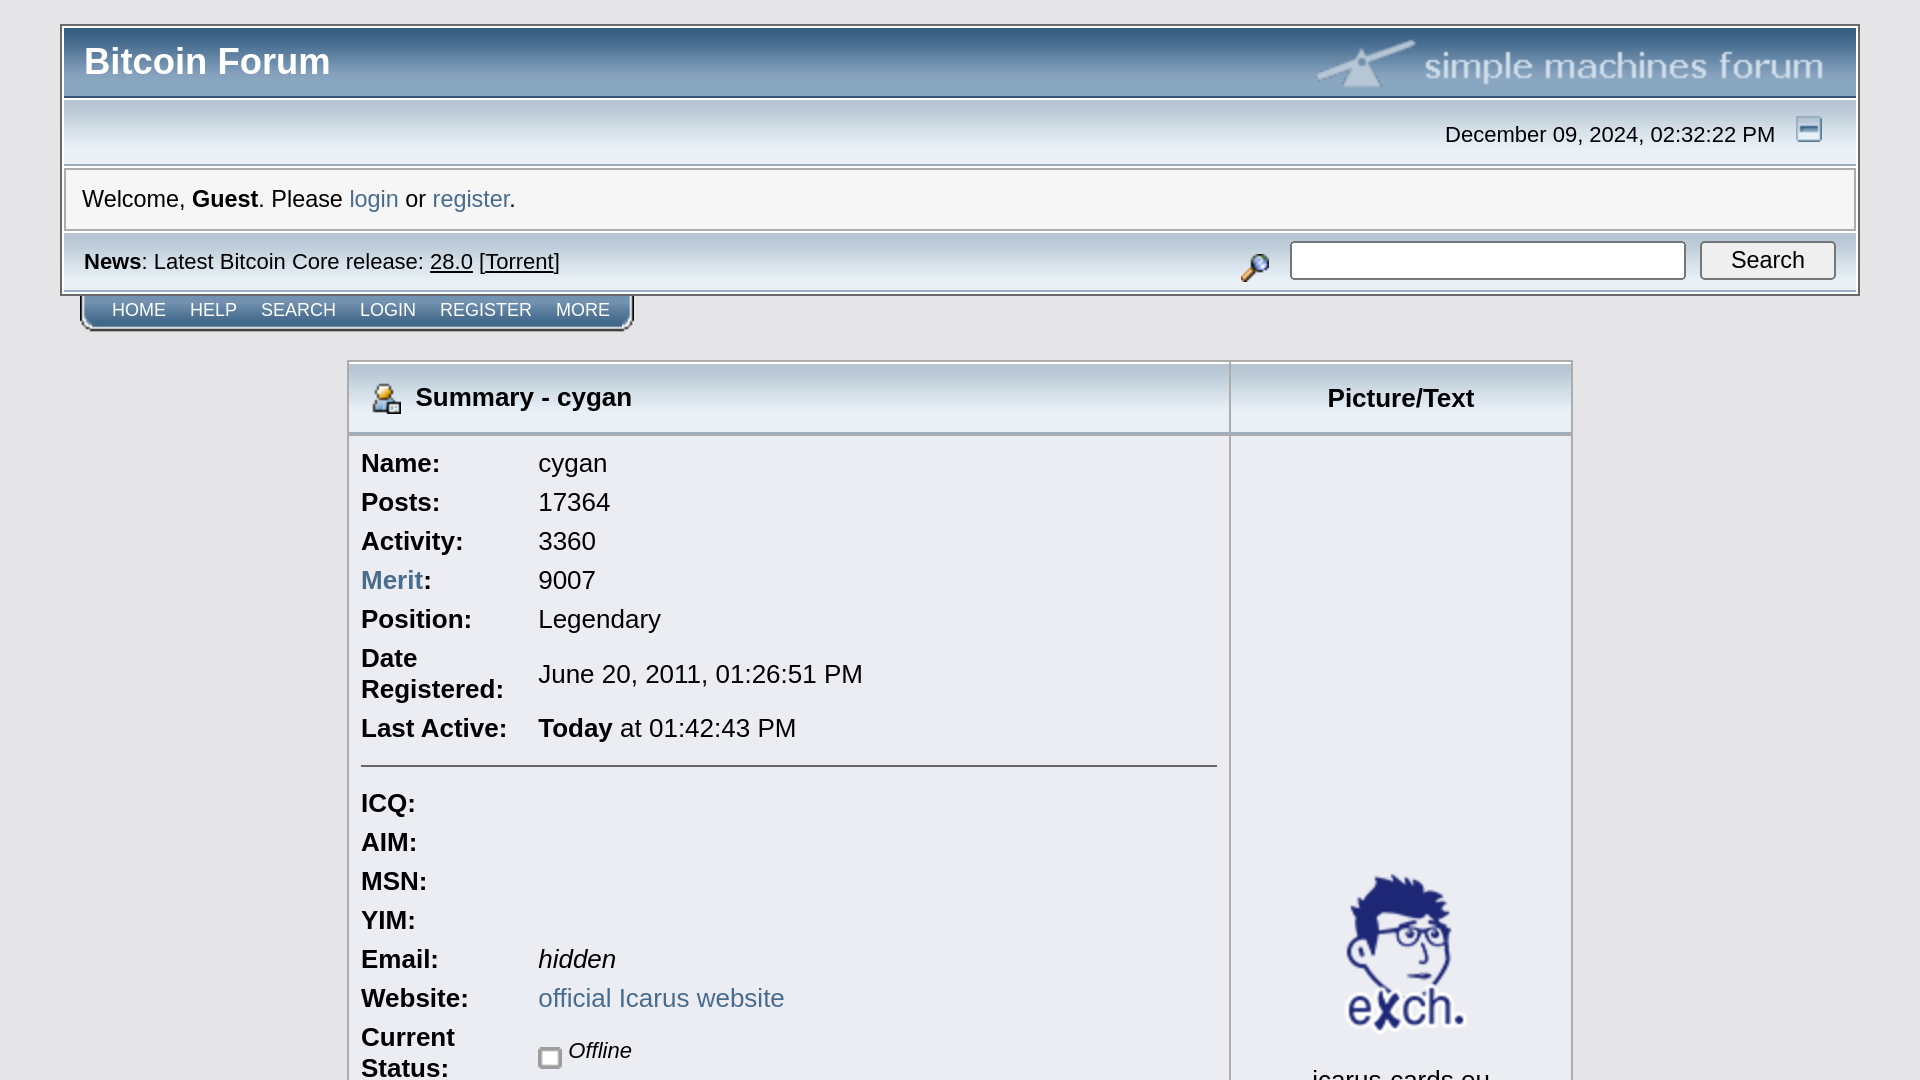 Bitcoin Forum
simple machines forum
December 09, 2024, 02:32:22 PM
Welcome, Guest. Please login or register.
News: Latest Bitcoin Core release: 28.0 [Torrent]
Search
HOME HELP SEARCH LOGIN REGISTER MORE
Summary - cygan
Picture/Text
Name: cygan
Posts: 17364
Activity: 3360
Merit: 9007
Position: Legendary
Date
Registered: June 20, 2011, 01:26:51 PM
Last Active: Today at 01:42:43 PM
ICQ:
AIM:
MSN:
YIM:
Email: hidden
Website: official Icarus website
Current
Status: Offline
exch.
icarus-cards.eu